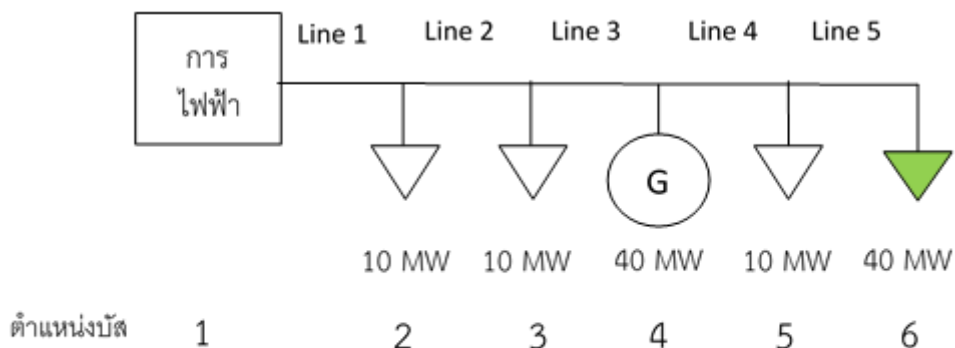 Line 1 Line 2 Line 3 Line 4 Line 5
การ
ไฟฟ้า
G
10 MW 10 MW 40 MW 10 MW 40 MW
ตำแหน่งบัส 1 2 3 4 5 6